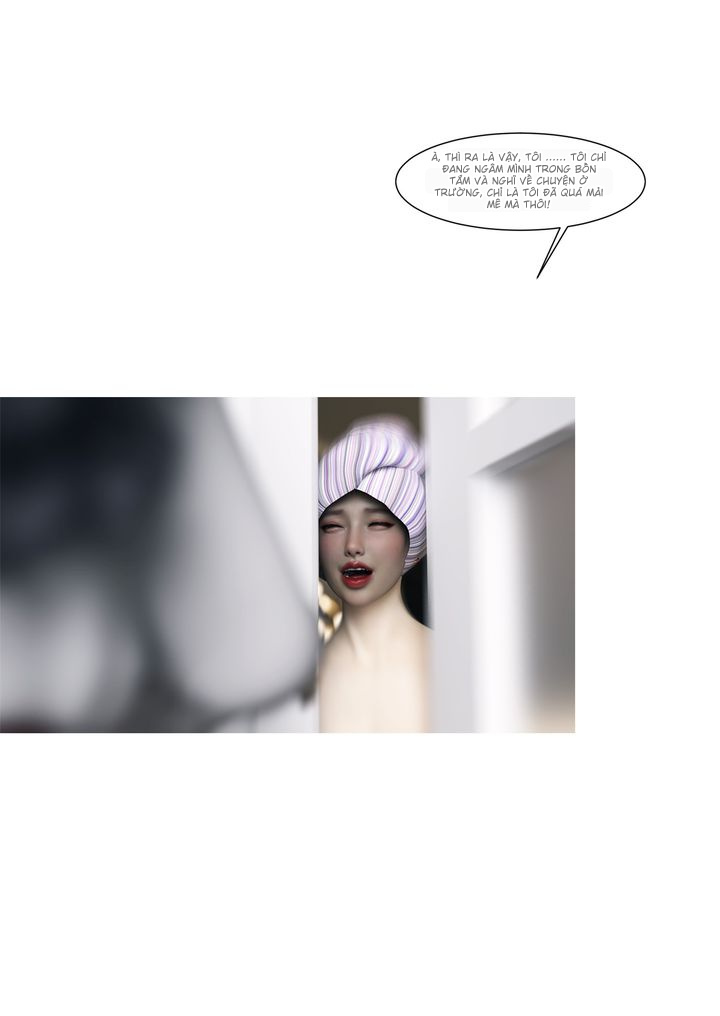 À, THÌ RA LÀ VẬY, TÔI ...... TÔI CHỈ
ĐANG NGÂM MÌNH TRONG BỒN
TẮM VÀ NGHĨ VỀ CHUYỆN Ở
TRƯỜNG, CHỈ LÀ TÔI ĐÃ QUÁ MẢI
MÊ MÀ THÔI!